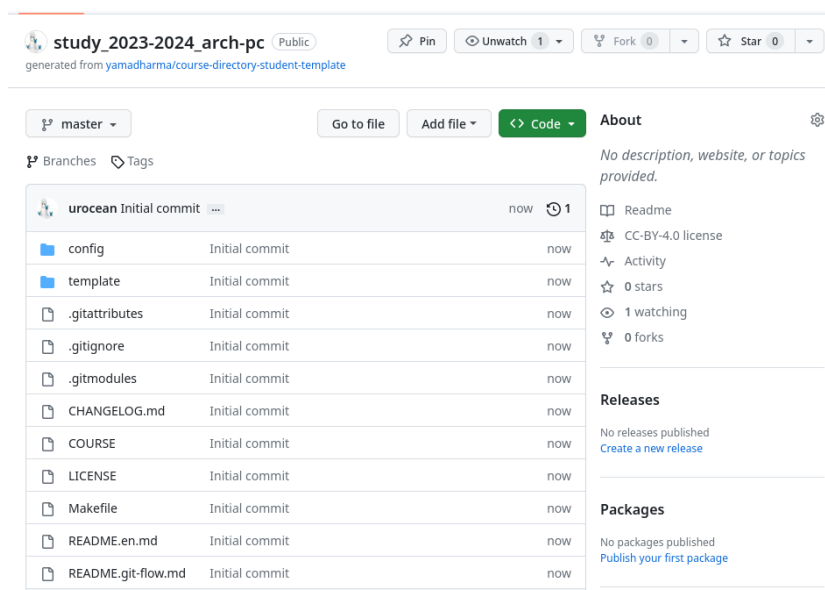 study_2023-2024_arch-pc Public
Pin
Unwatch 1
Fork 0
Star 0
generated from yamadharma/course-directory-student-template
master
Go to file
Add file
Code
Branches
Tags
urocean Initial commit ... now 1
config Initial commit now
template Initial commit now
.gitattributes Initial commit now
.gitignore Initial commit now
.gitmodules Initial commit now
CHANGELOG.md Initial commit now
COURSE Initial commit now
LICENSE Initial commit now
Makefile Initial commit now
README.en.md Initial commit now
README.git-flow.md Initial commit now
About
No description, website, or topics
provided.
Readme
CC-BY-4.0 license
Activity
0 stars
1 watching
0 forks
Releases
No releases published
Create a new release
Packages
No packages published
Publish your first package